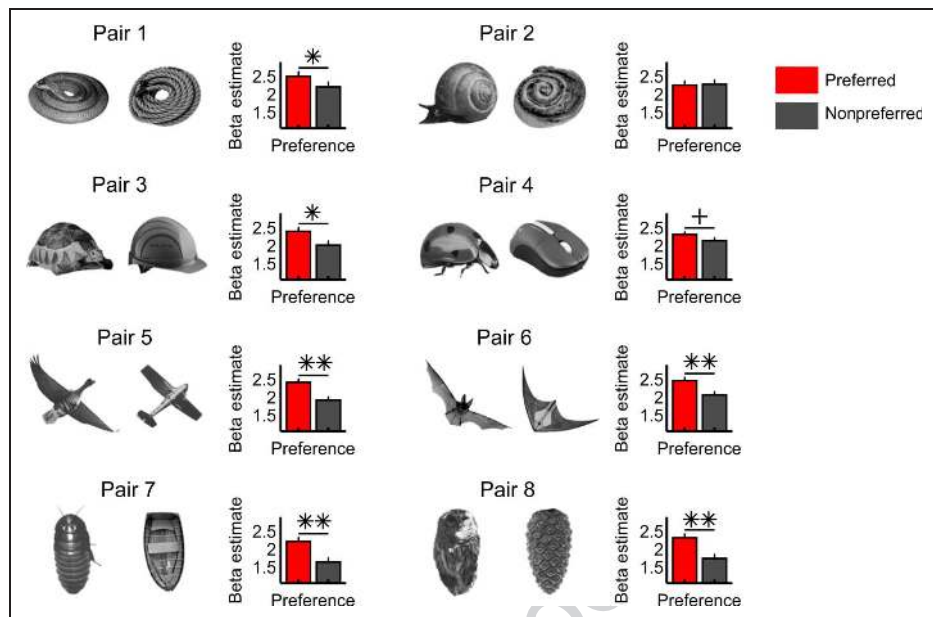 Pair 1
Pair 2
Beta estimate
2.5
2
1.5
*
Preference
Beta estimate
2.5
2
1.5
Preference
Preferred
Nonpreferred
Pair 3
Pair 4
Beta estimate
2.5
2
1.5
*
Preference
Beta estimate
2.5
2
1.5
+
Preference
Pair 5
Pair 6
Beta estimate
2.5
2
1.5
**
Preference
Beta estimate
2.5
2
1.5
**
Preference
Pair 7
Pair 8
Beta estimate
2.5
2
1.5
**
Preference
Beta estimate
2.5
2
1.5
**
Preference